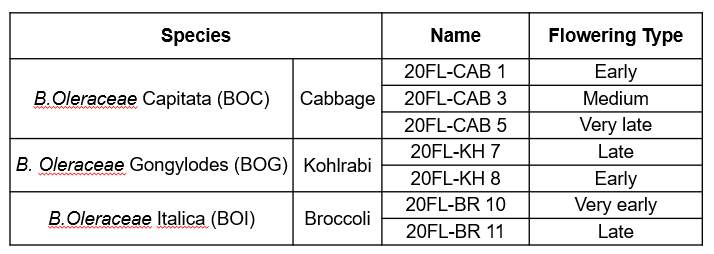 Species Name Flowering Type
B.Oleraceae Capitata (BOC) Cabbage 20FL-CAB 1 Early
20FL-CAB 3 Medium
20FL-CAB 5 Very late
B. Oleraceae Gongylodes (BOG) Kohlrabi 20FL-KH 7 Late
20FL-KH 8 Early
B.Oleraceae Italica (BOI) Broccoli 20FL-BR 10 Very early
20FL-BR 11 Late